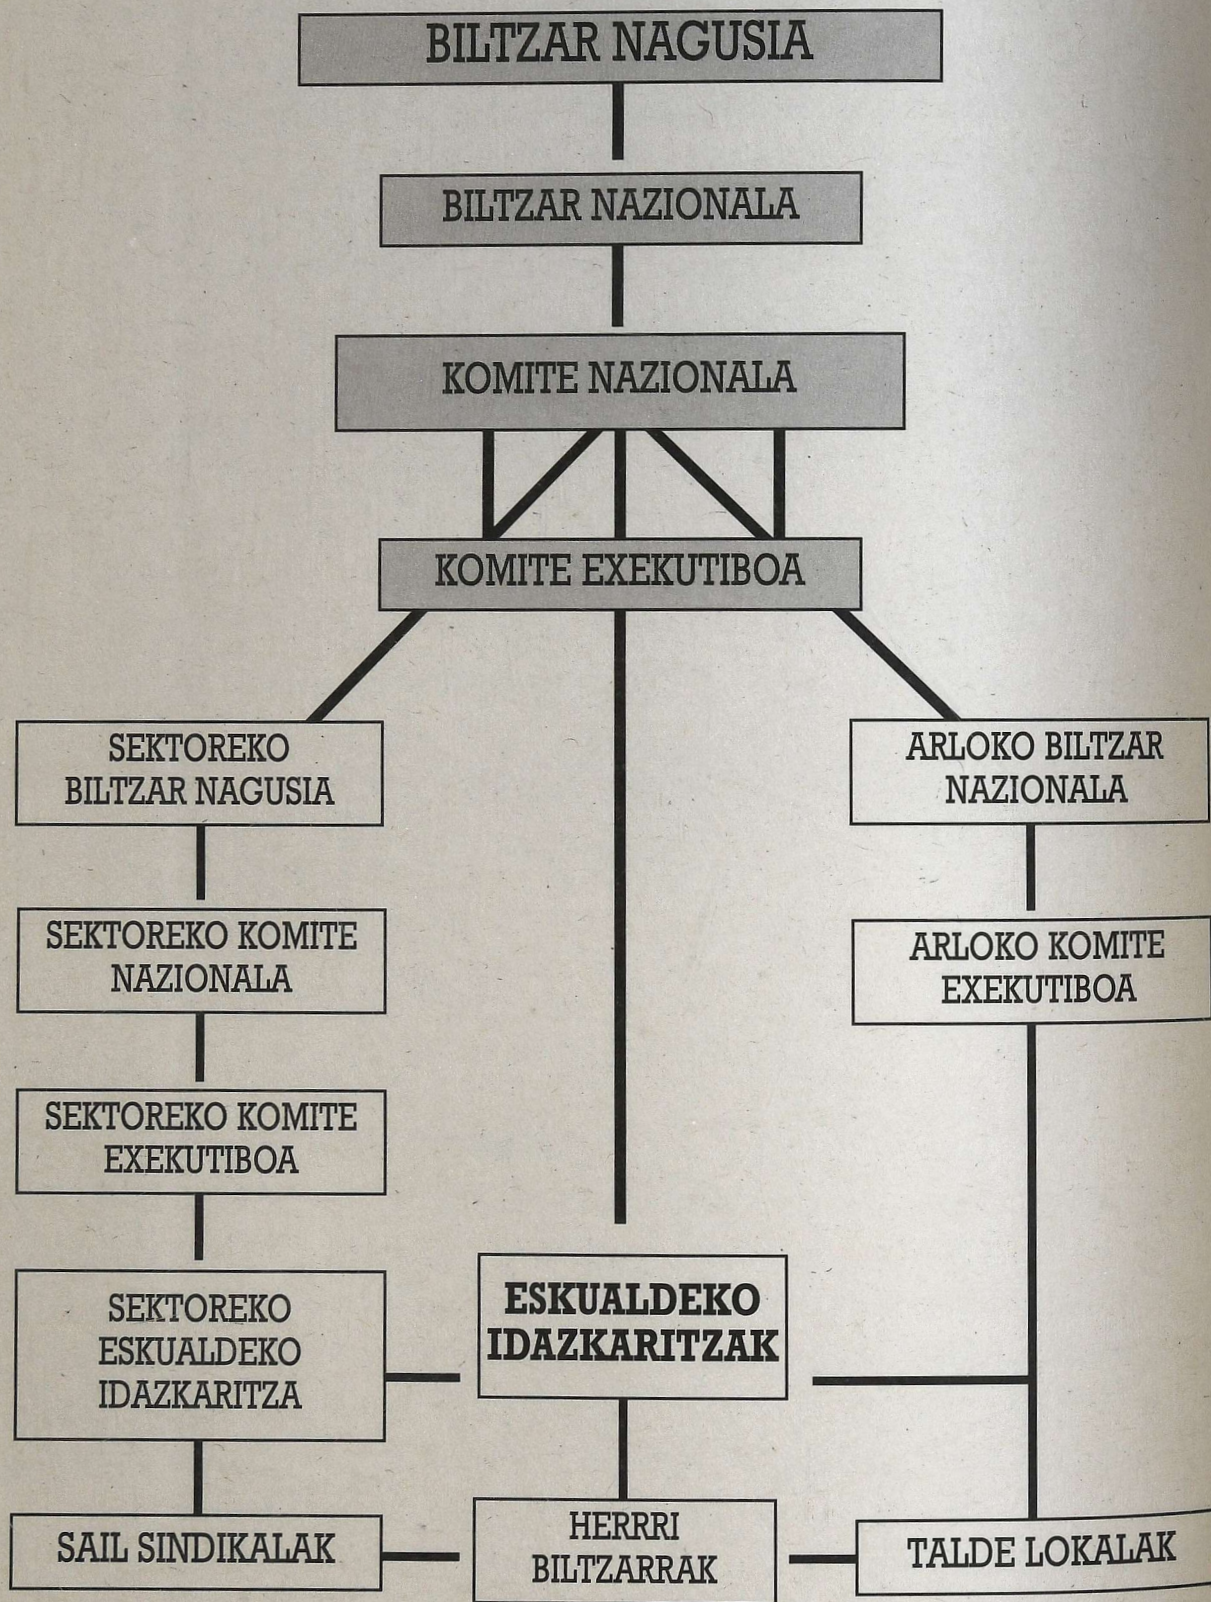 BILTZAR NAGUSIA
BILTZAR NAZIONALA
KOMITE NAZIONALA
KOMITE EXEKUTIBOA
SEKTOREKO
BILTZAR NAGUSIA
ARLOKO BILTZAR
NAZIONALA
SEKTOREKO KOMITE
NAZIONALA
ARLOKO KOMITE
EXEKUTIBOA
SEKTOREKO KOMITE
EXEKUTIBOA
SEKTOREKO
ESKUALDEKO
IDAZKARITZA
ESKUALDEKO
IDAZKARITZAK
SAIL SINDIKALAK
HERRRI
BILTZARRAK
TALDE LOKALAK